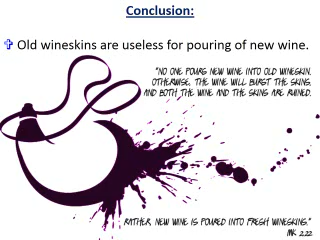 Conclusion:
✞ Old wineskins are useless for pouring of new wine.
"NO ONE POURS NEW WINE INTO OLD WINESKIN.
OTHERWISE, THE WINE WILL BURST THE SKINS,
AND BOTH THE WINE AND THE SKINS ARE RUINED.
RATHER, NEW WINE IS POURED INTO FRESH WINESKINS."
MK 2:22